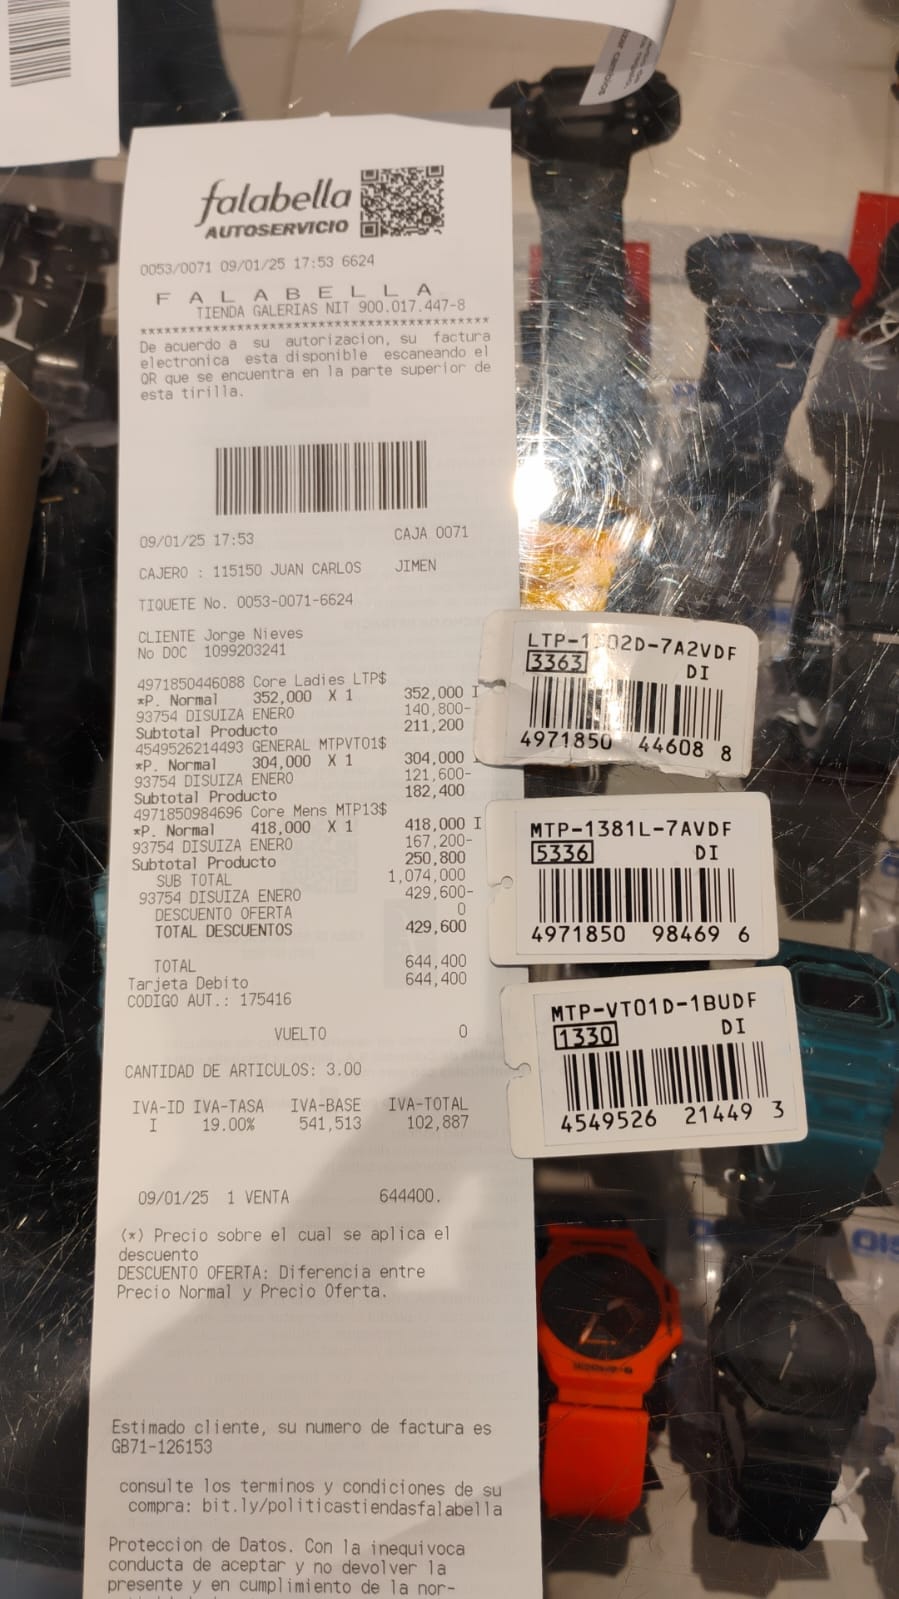 falabella
AUTOSERVICIO
0053/0071 09/01/25 17:53 6624
F A L A B E L L A
TIENDA GALERIAS NIT 900.017.447-8
****************************************
De acuerdo a su autorizacion, su factura
electronica esta disponible escaneando el
QR que se encuentra en la parte superior de
esta tirilla.
09/01/25 17:53 CAJA 0071
CAJERO : 115150 JUAN CARLOS JIMEN
TIQUETE No. 0053-0071-6624
CLIENTE Jorge Nieves
No DOC 1099203241
4971850446088 Core Ladies LTP$
*P. Normal 352,000 X 1 352,000 I
93754 DISUIZA ENERO 140,800-
Subtotal Producto 211,200
4549526214493 GENERAL MTPVT01$
*P. Normal 304,000 X 1 304,000 I
93754 DISUIZA ENERO 121,600-
Subtotal Producto 182,400
4971850984696 Core Mens MTP13$
*P. Normal 418,000 X 1 418,000 I
93754 DISUIZA ENERO 167,200-
Subtotal Producto 250,800
SUB TOTAL 1,074,000
93754 DISUIZA ENERO 429,600-
DESCUENTO OFERTA 0
TOTAL DESCUENTOS 429,600
TOTAL 644,400
Tarjeta Debito 644,400
CODIGO AUT.: 175416
VUELTO 0
CANTIDAD DE ARTICULOS: 3.00
IVA-ID IVA-TASA IVA-BASE IVA-TOTAL
I 19.00% 541,513 102,887
09/01/25 1 VENTA 644400.
(*) Precio sobre el cual se aplica el
descuento
DESCUENTO OFERTA: Diferencia entre
Precio Normal y Precio Oferta.
Estimado cliente, su numero de factura es
GB71-126153
consulte los terminos y condiciones de su
compra: bit.ly/politicastiendasfalabella
Proteccion de Datos. Con la inequivoca
conducta de aceptar y no devolver la
presente y en cumplimiento de la nor-
3363
DI
4971850 44608 8
MTP-1381L-7AVDF
5336 DI
4971850 98469 6
MTP-VT01D-1BUDF
1330 DI
4549526 21449 3